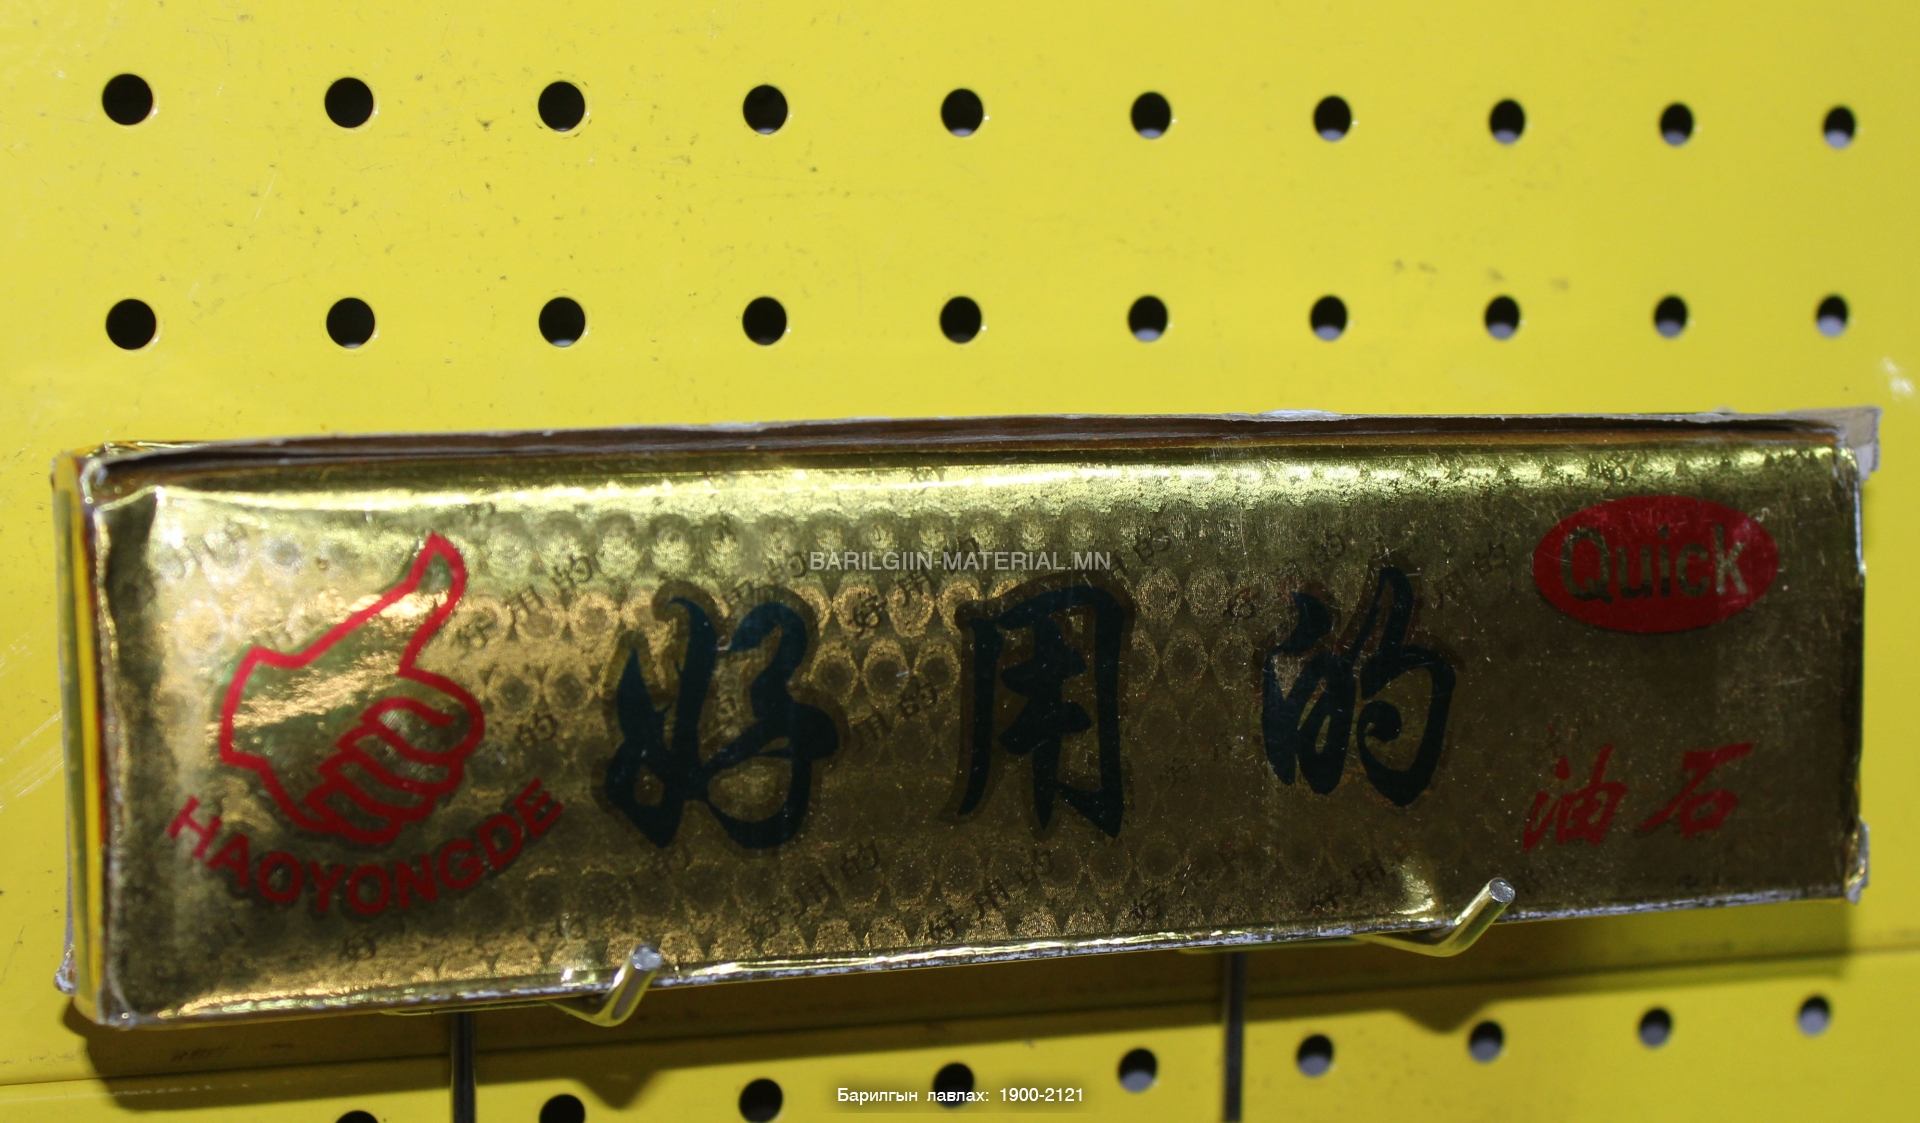 BARILGIIN-MATERIAL.MN
Quick
好用的
油石
HAOYONGDE
Барилгын лавлах: 1900-2121